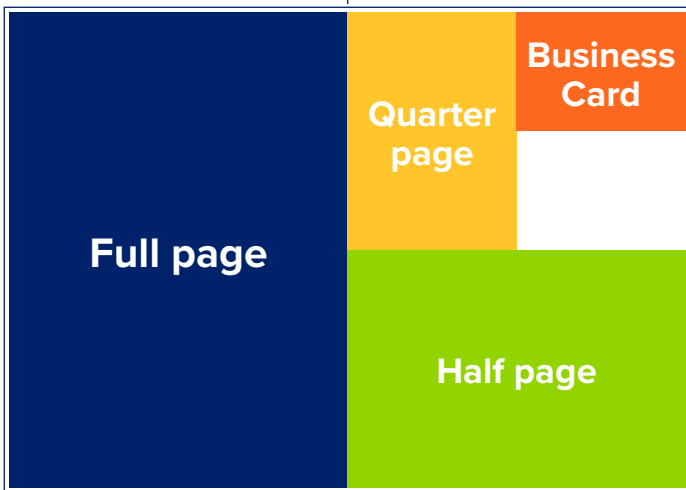 Full page
Quarter
page
Business
Card
Half page